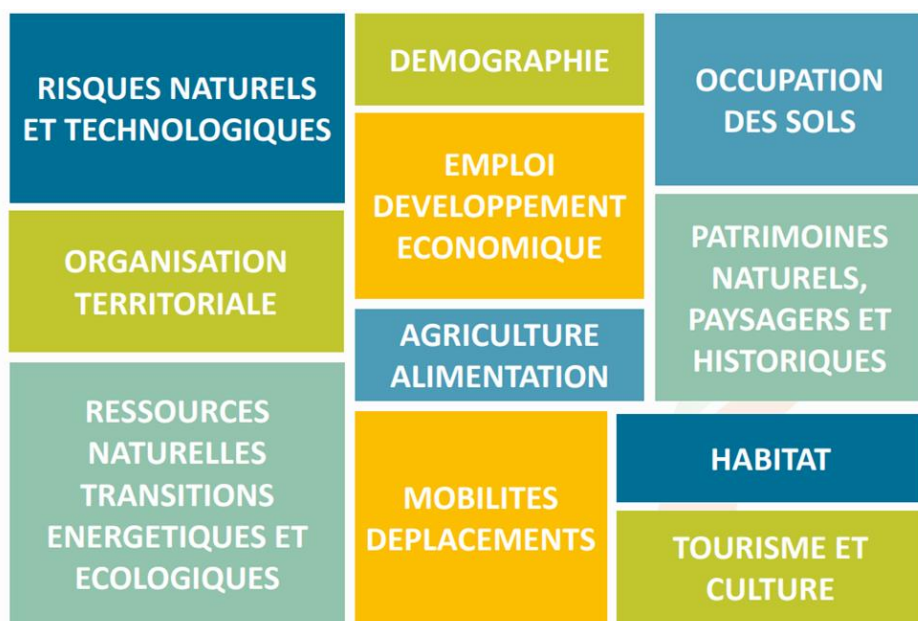 RISQUES NATURELS
ET TECHNOLOGIQUES
DEMOGRAPHIE
OCCUPATION
DES SOLS
EMPLOI
DEVELOPPEMENT
ECONOMIQUE
ORGANISATION
TERRITORIALE
PATRIMOINES
NATURELS,
PAYSAGERS ET
HISTORIQUES
AGRICULTURE
ALIMENTATION
RESSOURCES
NATURELLES
TRANSITIONS
ENERGETIQUES ET
ECOLOGIQUES
MOBILITES
DEPLACEMENTS
HABITAT
TOURISME ET
CULTURE